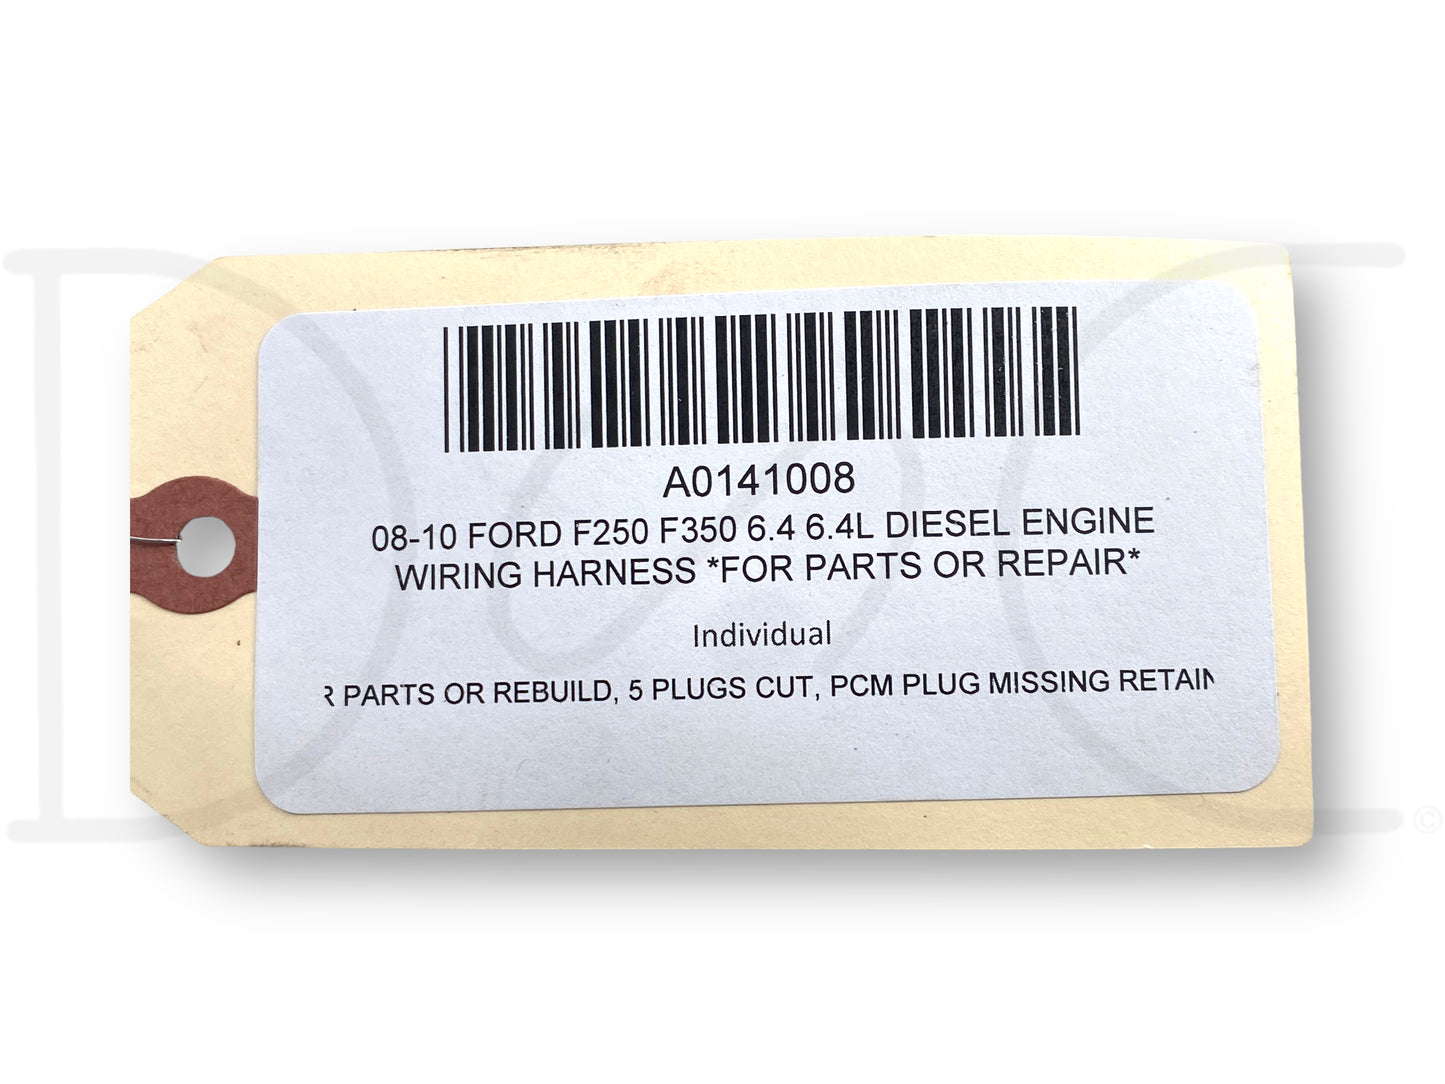 A0141008
08-10 FORD F250 F350 6.4 6.4L DIESEL ENGINE
WIRING HARNESS *FOR PARTS OR REPAIR*
Individual
R PARTS OR REBUILD, 5 PLUGS CUT, PCM PLUG MISSING RETAIN
©